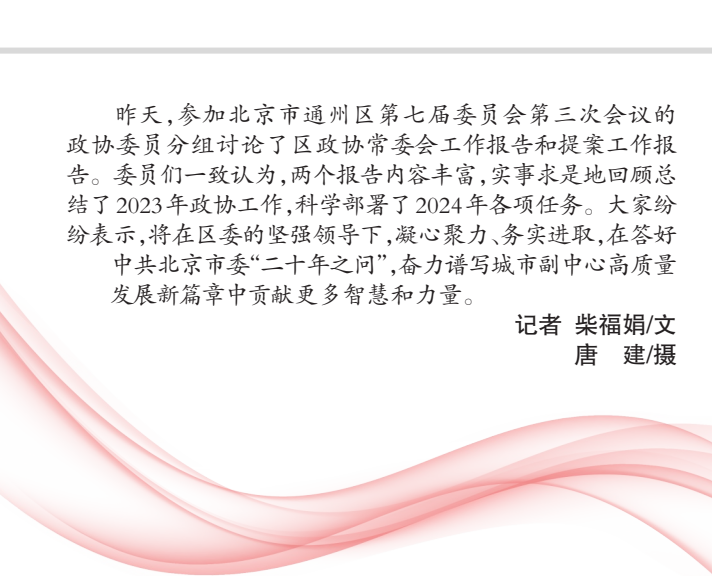 昨天,参加北京市通州区第七届委员会第三次会议的
政协委员分组讨论了区政协常委会工作报告和提案工作报
告。委员们一致认为,两个报告内容丰富,实事求是地回顾总
结了2023年政协工作,科学部署了2024年各项任务。大家纷
纷表示,将在区委的坚强领导下,凝心聚力、务实进取,在答好
中共北京市委“二十年之问”,奋力谱写城市副中心高质量
发展新篇章中贡献更多智慧和力量。
记者 柴福娟/文
唐 建/摄